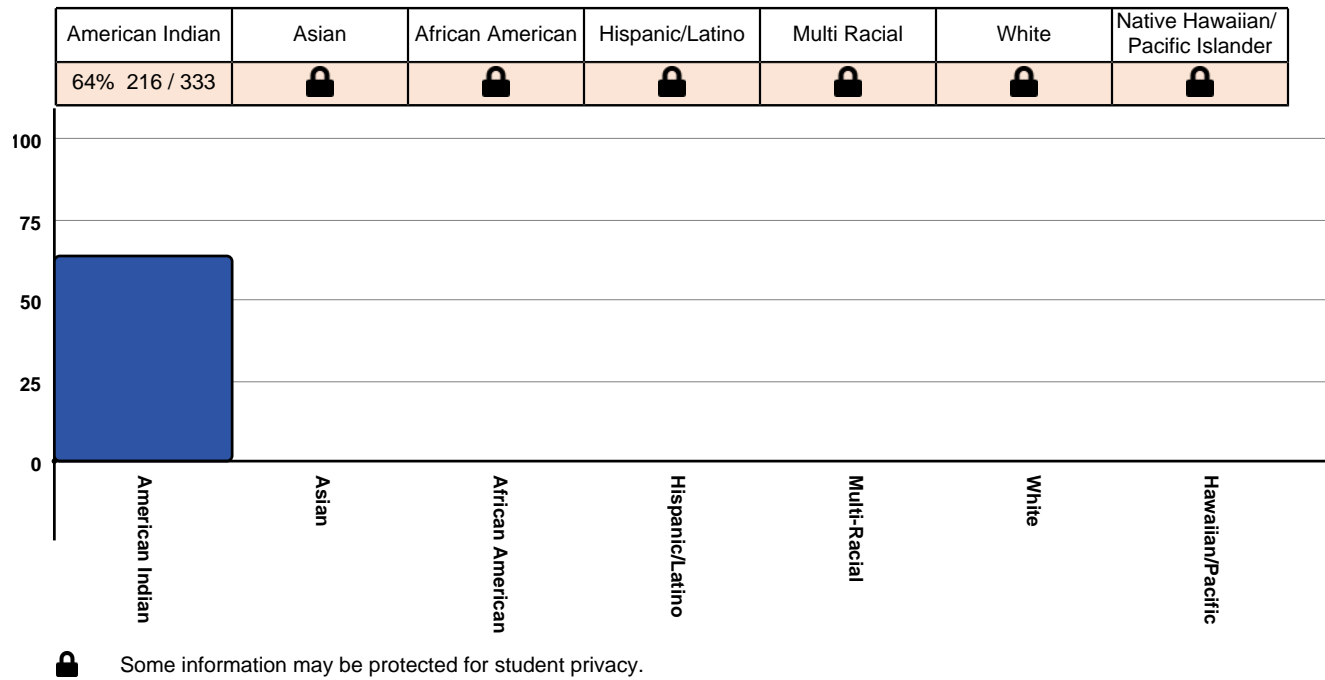 American Indian Asian African American Hispanic/Latino Multi Racial White Native Hawaiian/
Pacific Islander
64% 216 / 333
100
75
50
25
0
American Indian
Asian
African American
Hispanic/Latino
Multi-Racial
White
Hawaiian/Pacific
Some information may be protected for student privacy.